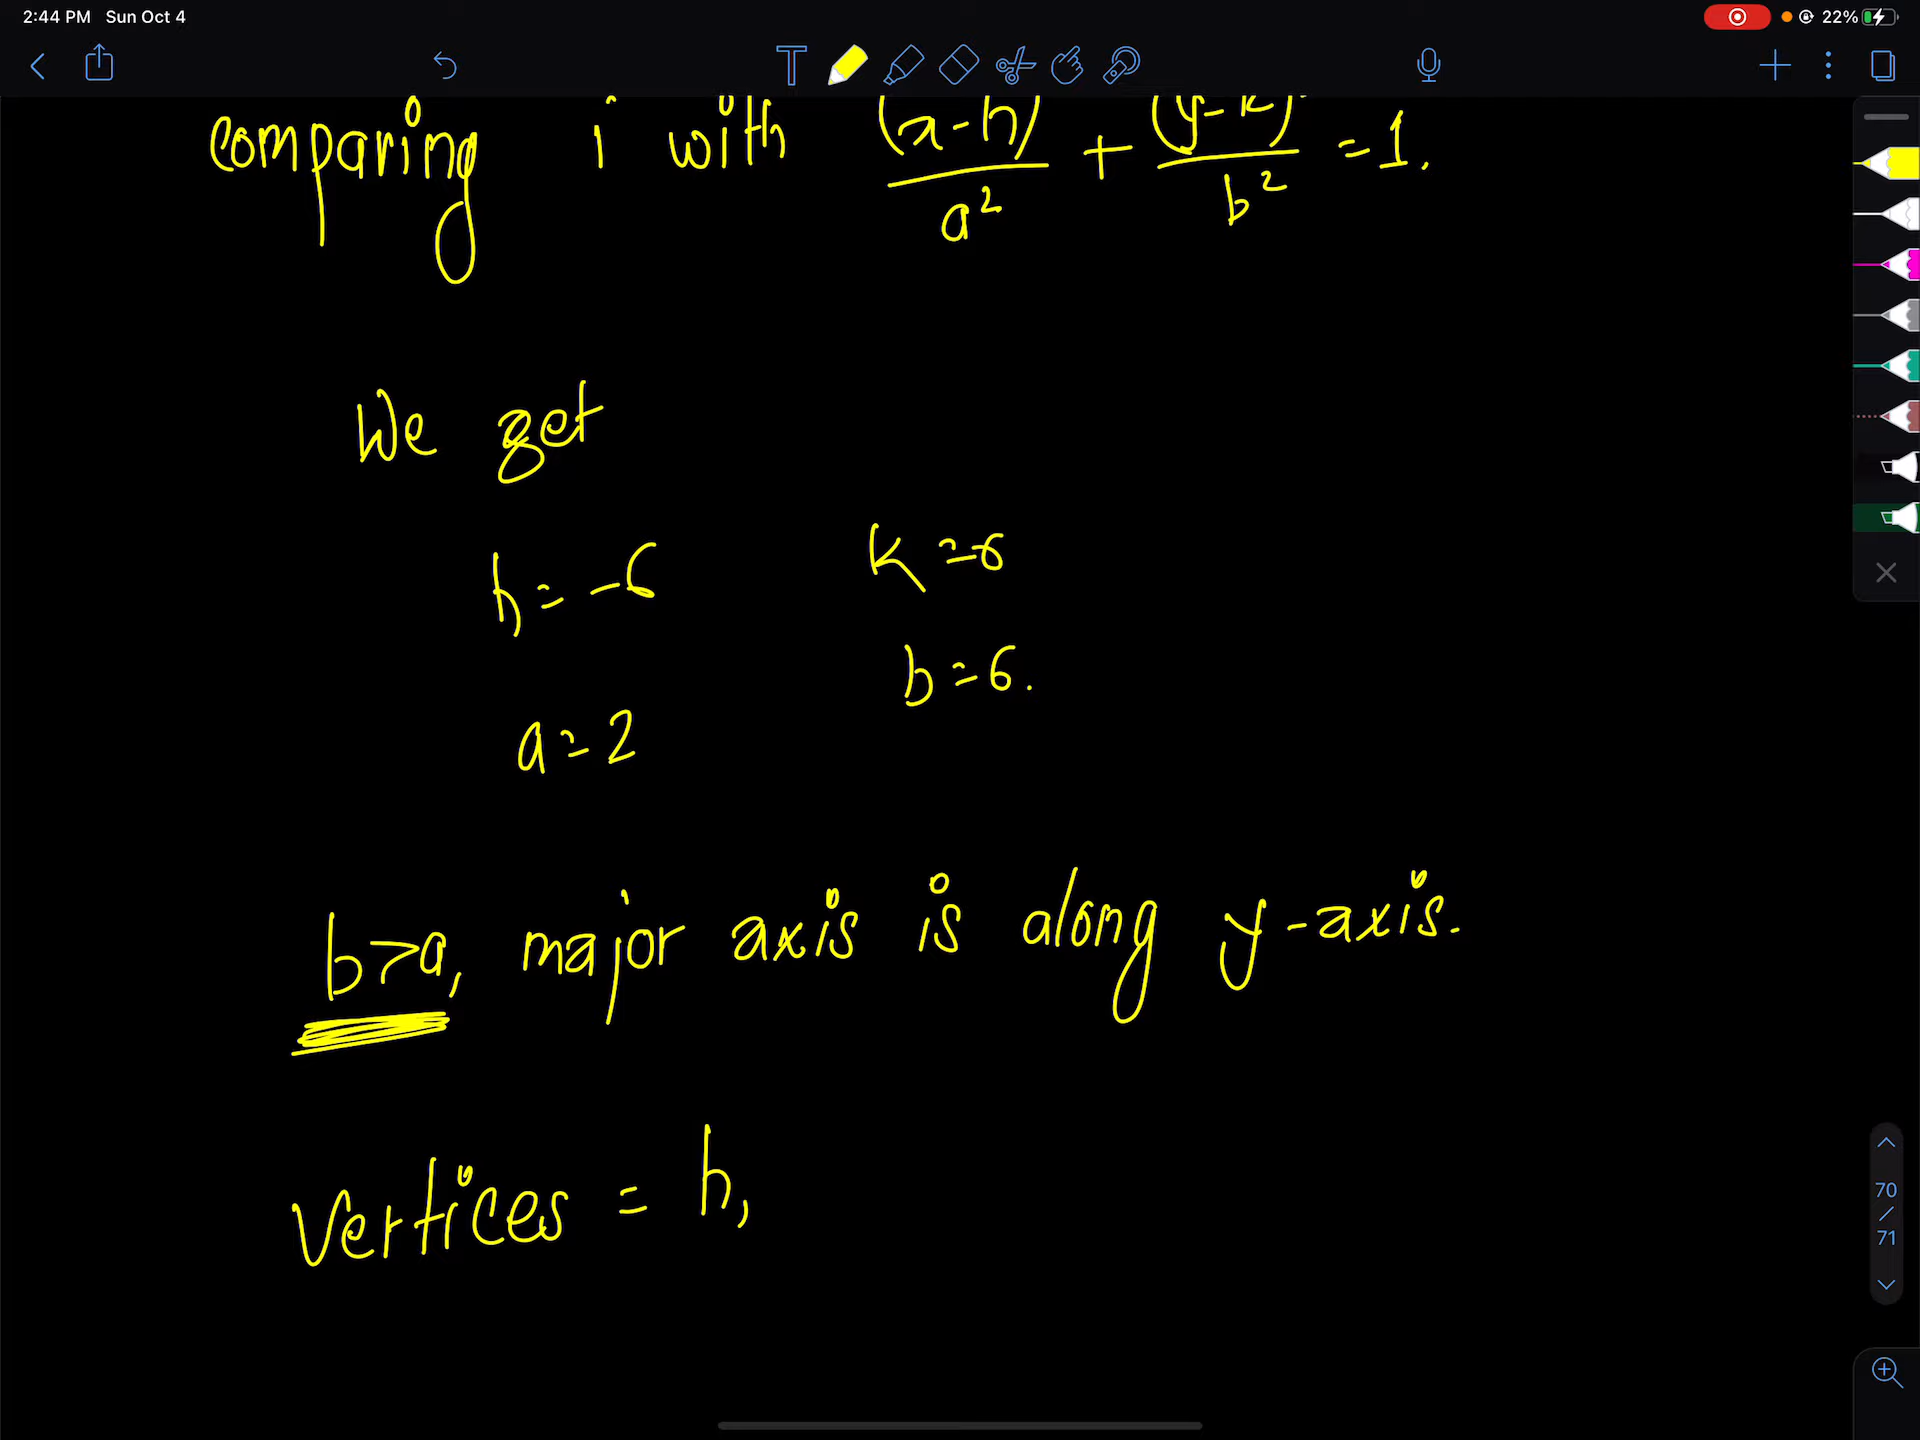 2:44 PM Sun Oct 4 22%
comparing i with (x-h)/a² + (y-k)²/b² = 1.
We get
h = -6 k = -6
b = 6.
a = 2
b>a, major axis is along y-axis.
vertices = h,
70
/
71